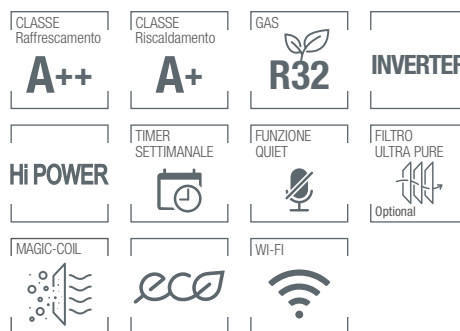 CLASSE
Raffrescamento
A++
CLASSE
Riscaldamento
A+
GAS
R32
INVERTER
Hi POWER
TIMER
SETTIMANALE
FUNZIONE
QUIET
FILTRO
ULTRA PURE
Optional
MAGIC-COIL
eco
WI-FI